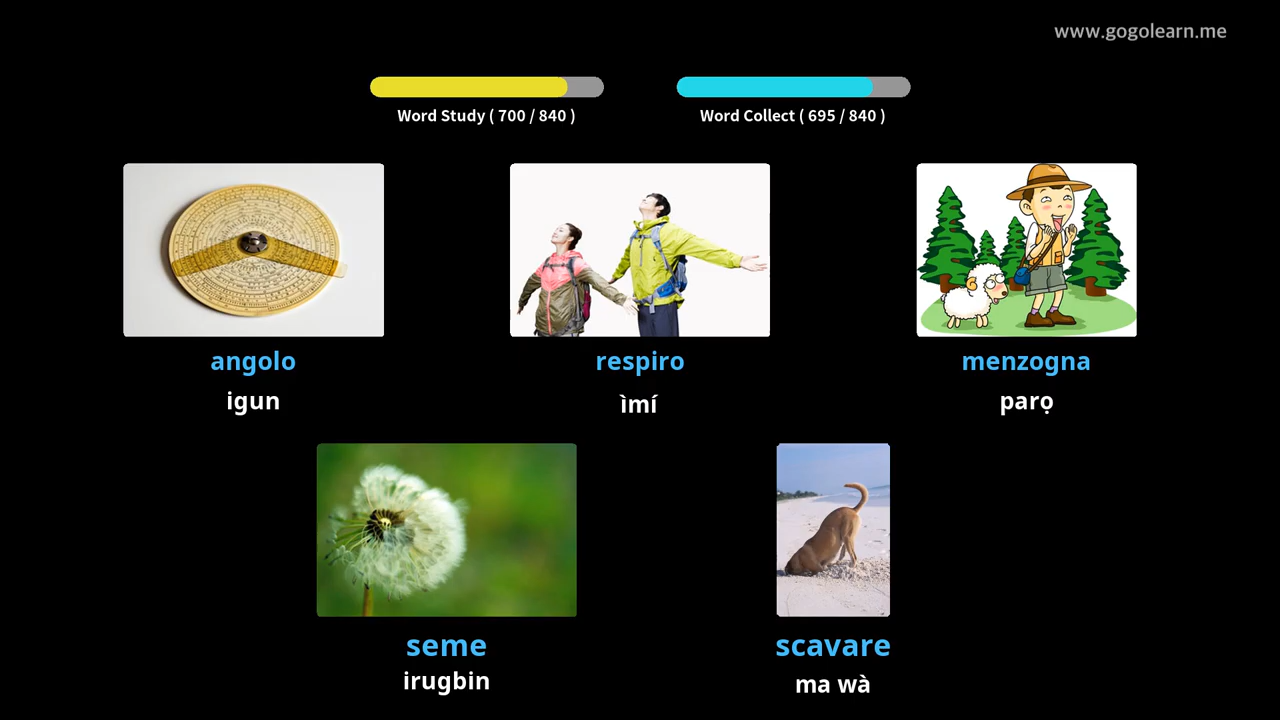 www.gogolearn.me
Word Study ( 700 / 840 )
Word Collect ( 695 / 840 )
angolo
igun
respiro
ìmí
menzogna
parọ
seme
irugbin
scavare
ma wà